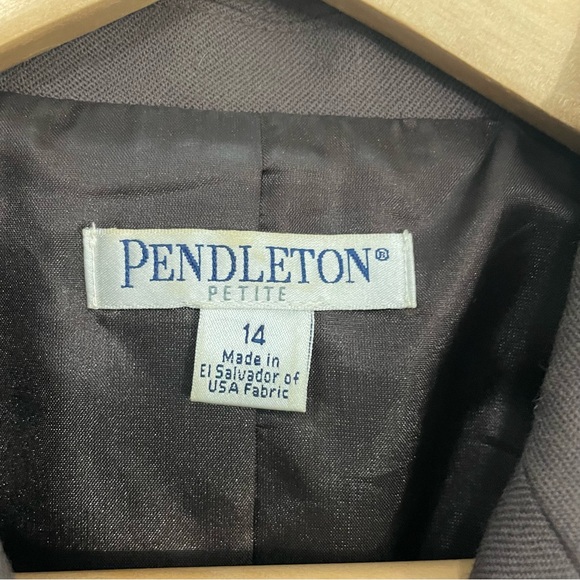 PENDLETON®
PETITE
14
Made in
El Salvador of
USA Fabric